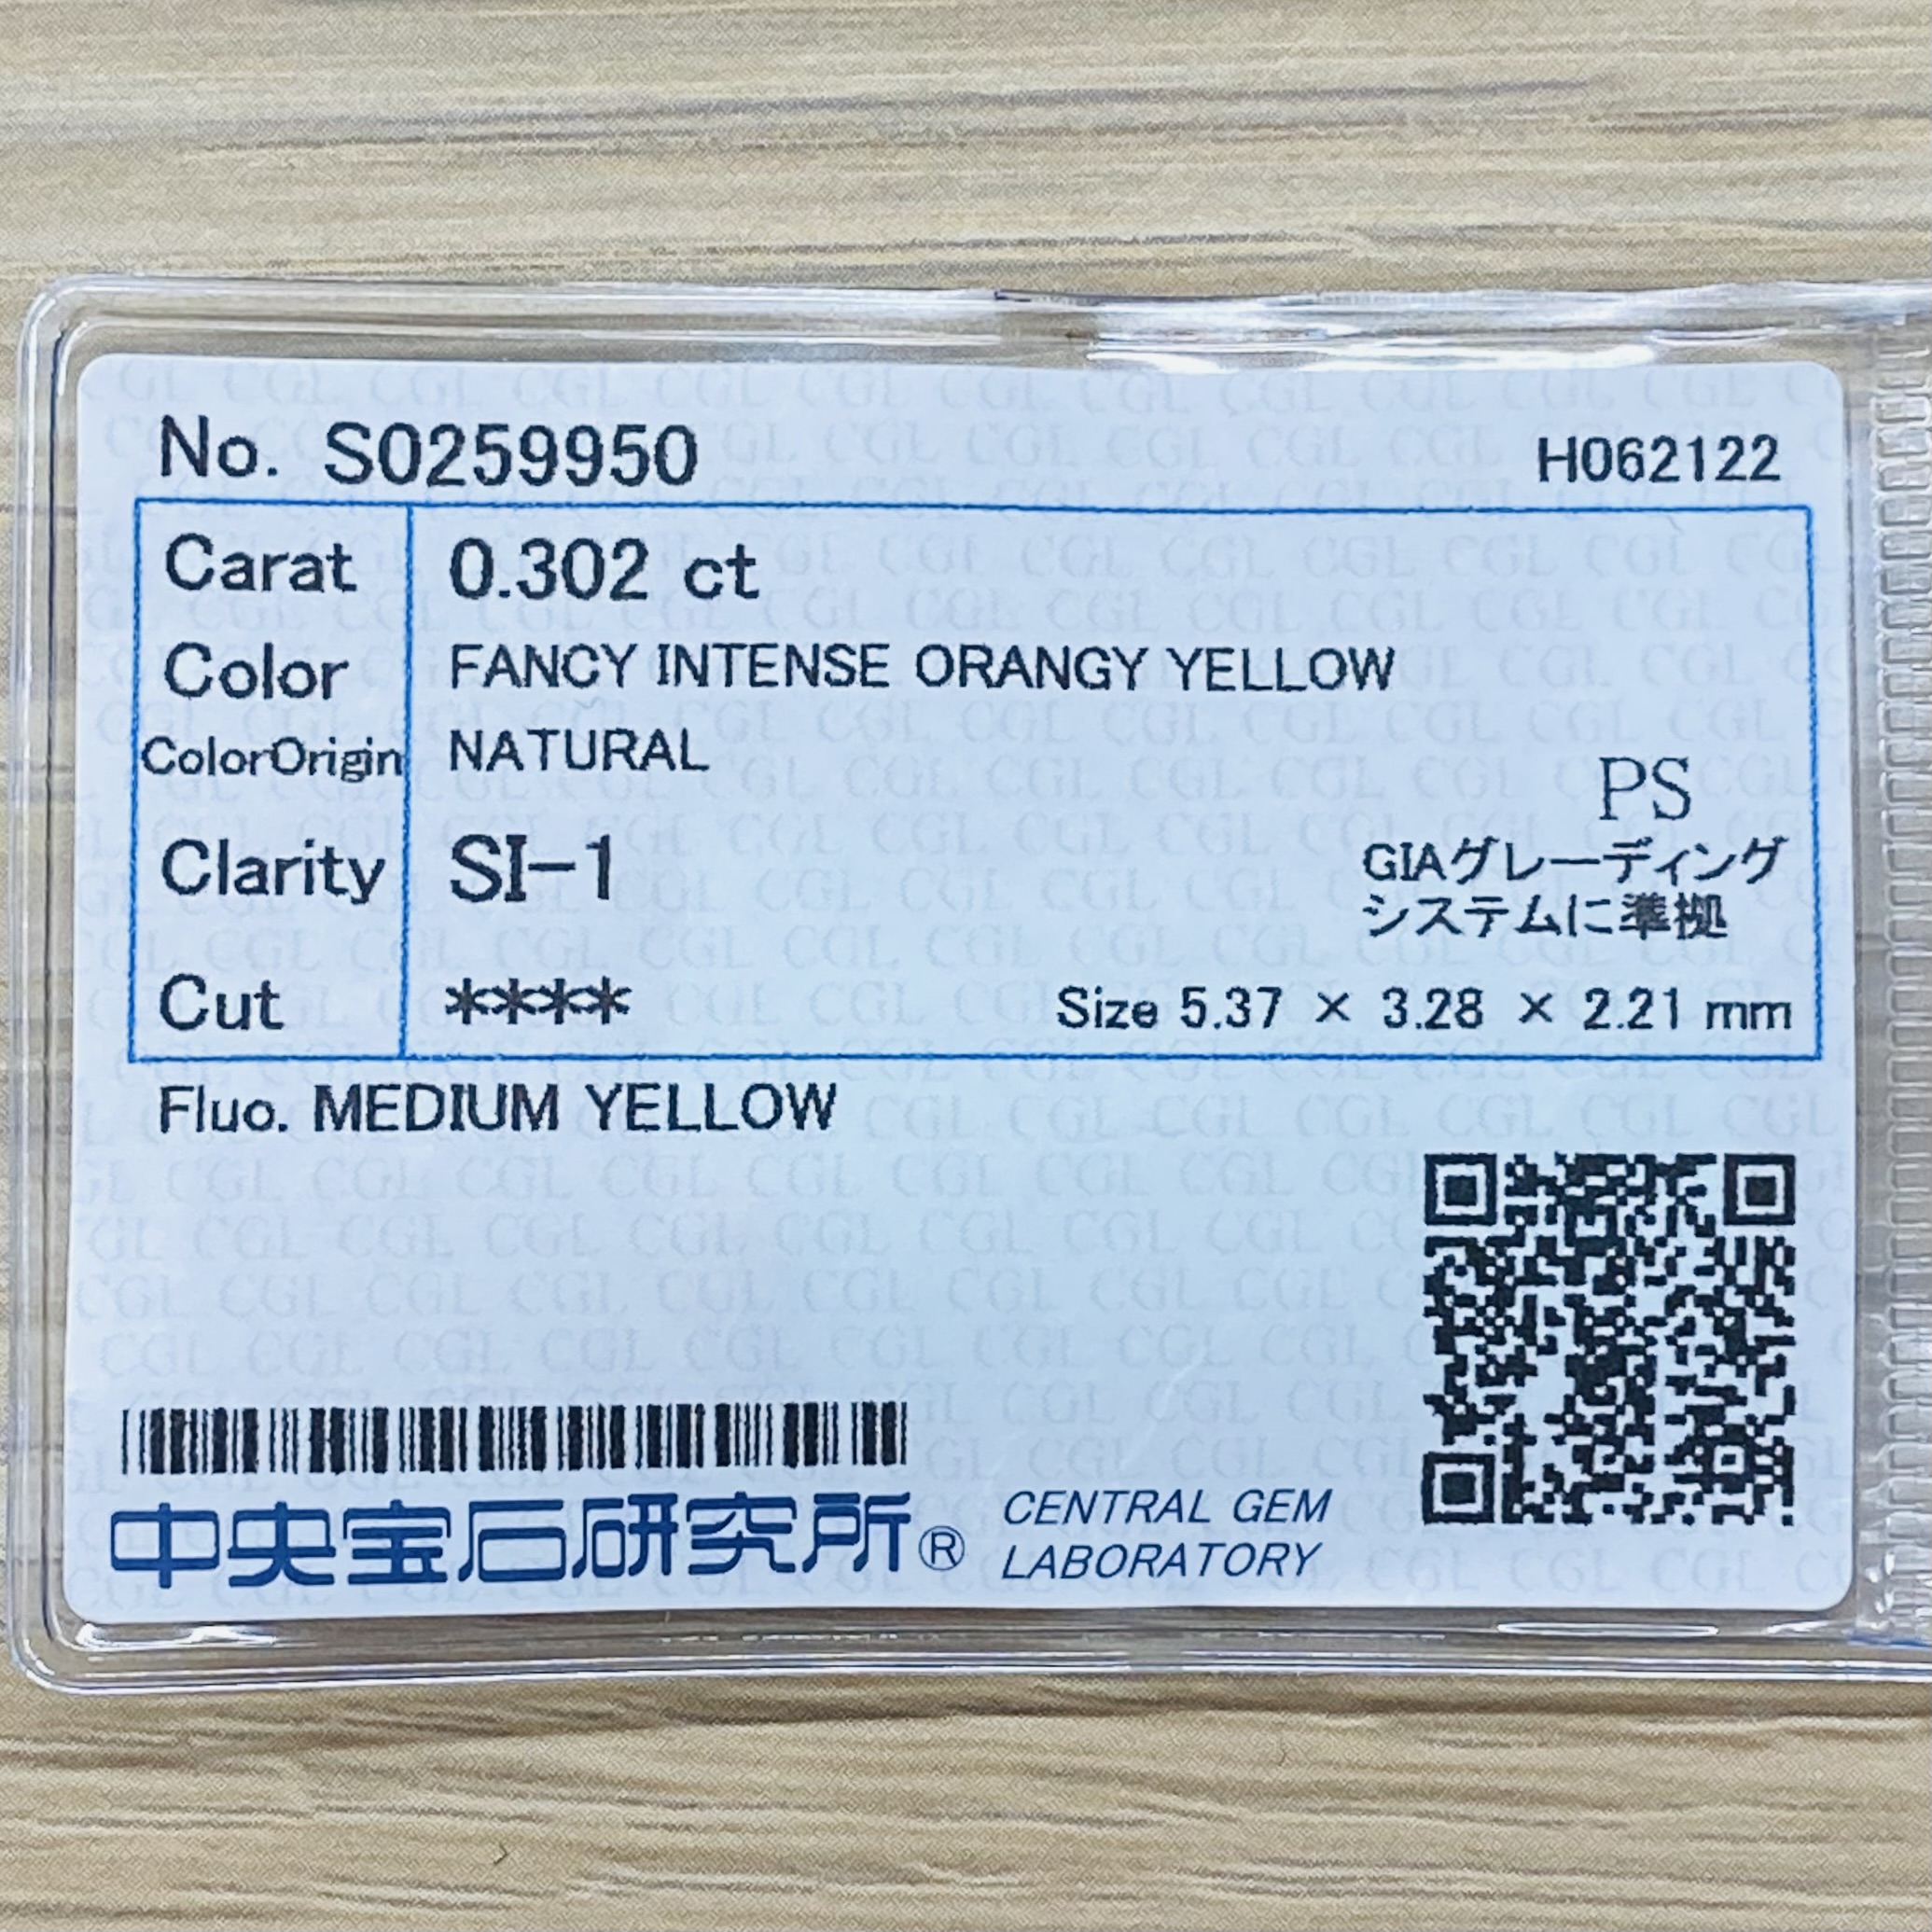 No. S0259950 H062122
Carat 0.302 ct
Color FANCY INTENSE ORANGY YELLOW
ColorOrigin NATURAL
PS
Clarity SI-1 GIAグレーディング
システムに準拠
Cut **** Size 5.37 × 3.28 × 2.21 mm
Fluo. MEDIUM YELLOW
中央宝石研究所® CENTRAL GEM
LABORATORY